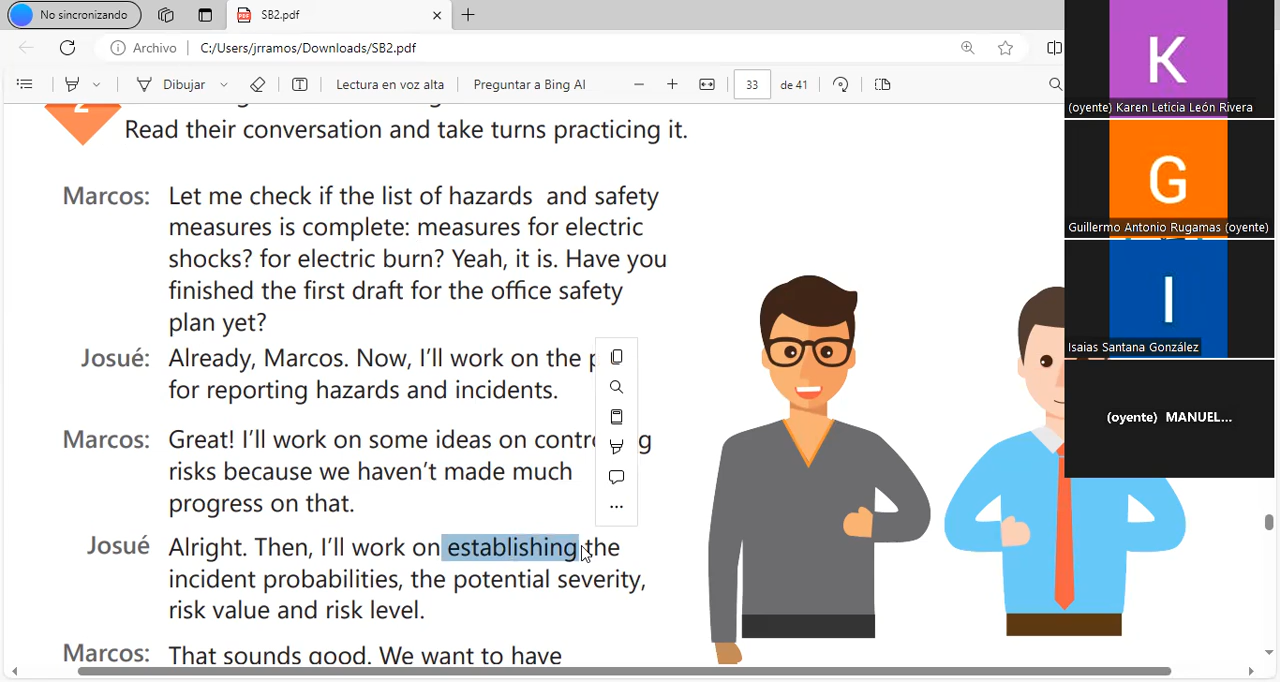 No sincronizando
SB2.pdf
Archivo
C:/Users/jrramos/Downloads/SB2.pdf
Dibujar
Lectura en voz alta
Preguntar a Bing AI
33
de 41
2
Read their conversation and take turns practicing it.
Marcos: Let me check if the list of hazards and safety
measures is complete: measures for electric
shocks? for electric burn? Yeah, it is. Have you
finished the first draft for the office safety
plan yet?
Josué: Already, Marcos. Now, I'll work on the
for reporting hazards and incidents.
Marcos: Great! I'll work on some ideas on
risks because we haven't made much
progress on that.
Josué Alright. Then, I'll work on establishing the
incident probabilities, the potential severity,
risk value and risk level.
Marcos: That sounds good. We want to have
K
(oyente) Karen Leticia León Rivera
G
Guillermo Antonio Rugamas (oyente)
I
Isaias Santana González
(oyente) MANUEL...